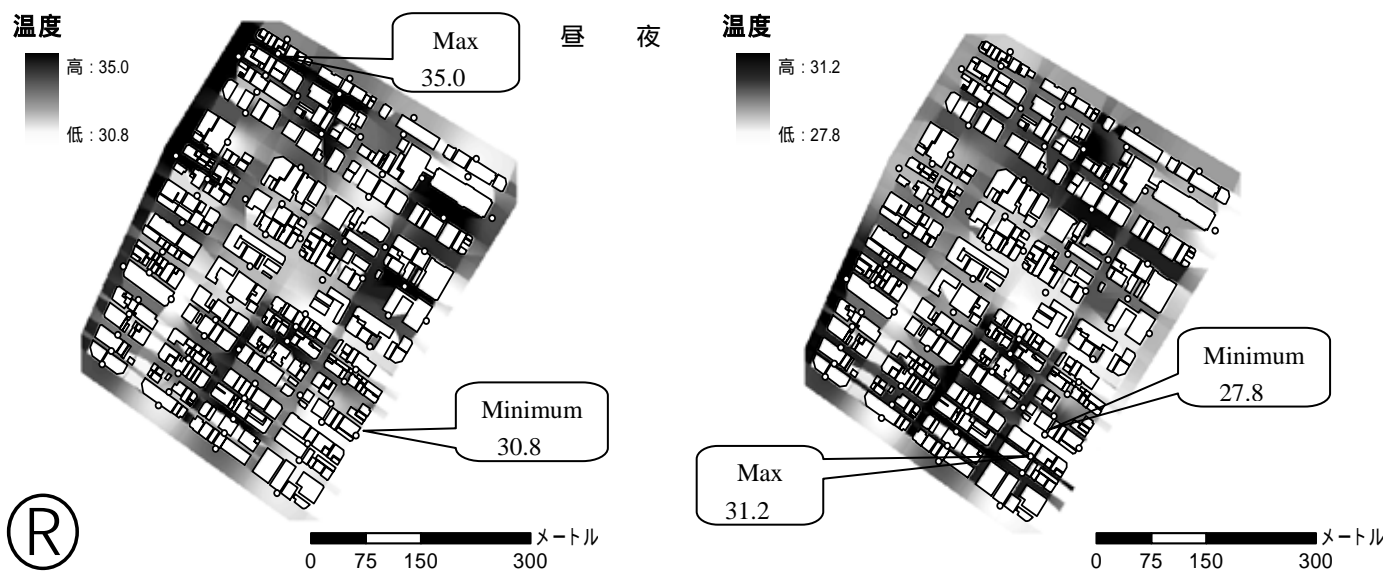 温度
高 : 35.0
低 : 30.8
Max
35.0
昼 夜
温度
高 : 31.2
低 : 27.8
Minimum
30.8
Minimum
27.8
Max
31.2
R
メートル
0 75 150 300
メートル
0 75 150 300